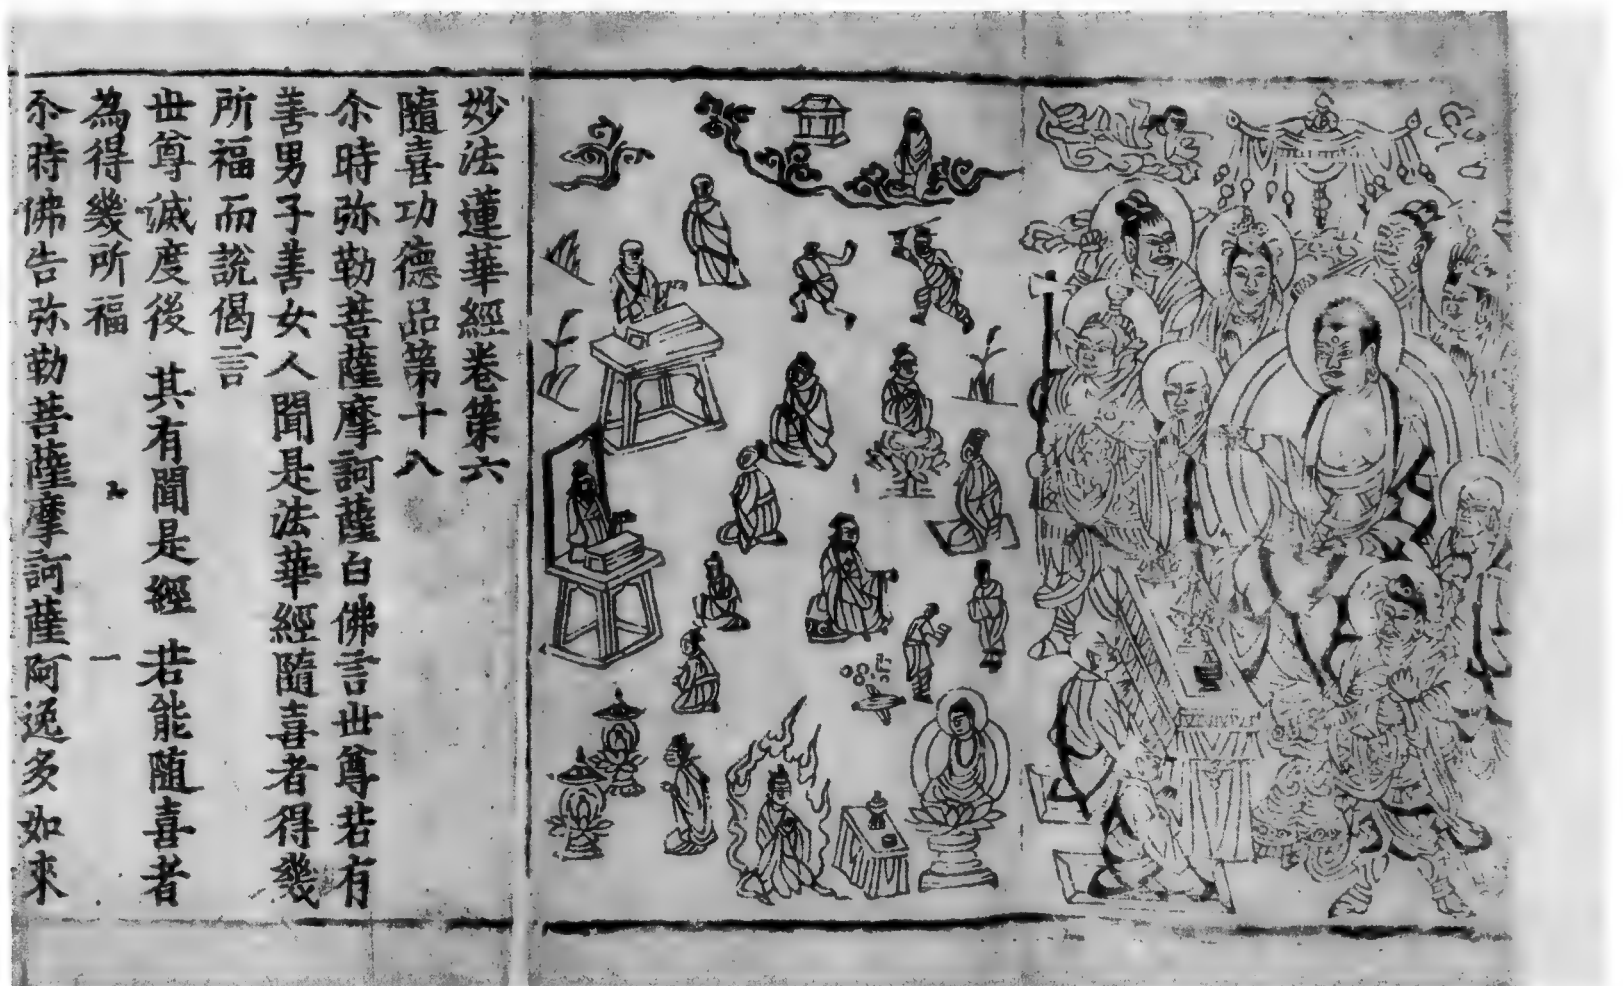 妙法蓮華經卷第六
隨喜功德品第十八
尒時弥勒菩薩摩訶薩白佛言世尊若有
善男子善女人聞是法華經隨喜者得幾
所福而說偈言
世尊滅度後 其有聞是經 若能随喜者
為得幾所福
尒時佛告弥勒菩薩摩訶薩阿逸多如來
一